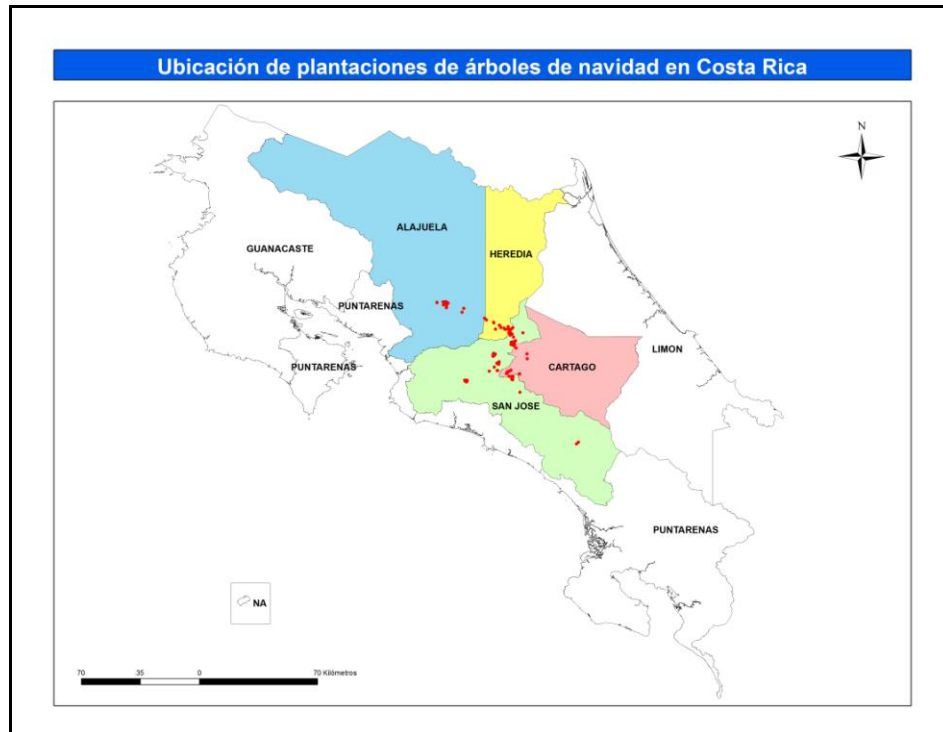 Ubicación de plantaciones de árboles de navidad en Costa Rica
N
ALAJUELA
GUANACASTE
HEREDIA
PUNTARENAS
LIMON
PUNTARENAS
CARTAGO
SAN JOSE
PUNTARENAS
NA
70 35 0 70 Kilómetros